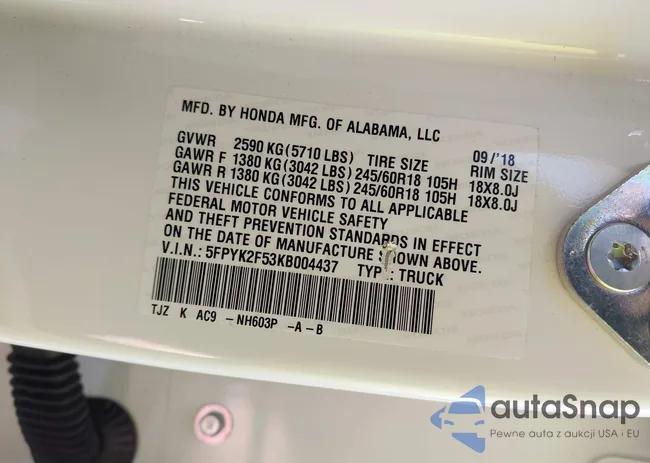 MFD. BY HONDA MFG. OF ALABAMA, LLC
GVWR 2590 KG(5710 LBS) TIRE SIZE 09/'18 RIM SIZE
GAWR F 1380 KG(3042 LBS)245/60R18 105H 18X8.0J
GAWR R 1380 KG(3042 LBS)245/60R18 105H 18X8.0J
THIS VEHICLE CONFORMS TO ALL APPLICABLE
FEDERAL MOTOR VEHICLE SAFETY
AND THEFT PREVENTION STANDARDS IN EFFECT
ON THE DATE OF MANUFACTURE SHOWN ABOVE.
V.I.N.: 5FPYK2F53KB004437 TYP : TRUCK
TJZ K AC9 -NH603P -A-B
autaSnap
Pewne auta z aukcji USA i EU